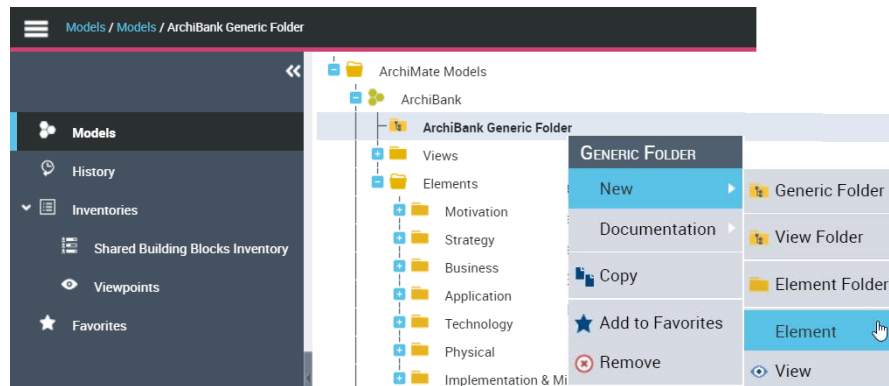 Models / Models / ArchiBank Generic Folder
Models
History
Inventories
Shared Building Blocks Inventory
Viewpoints
Favorites
ArchiMate Models
ArchiBank
ArchiBank Generic Folder
Views
Elements
Motivation
Strategy
Business
Application
Technology
Physical
Implementation & Mi
GENERIC FOLDER
New
Documentation
Copy
Add to Favorites
Remove
Generic Folder
View Folder
Element Folder
Element
View